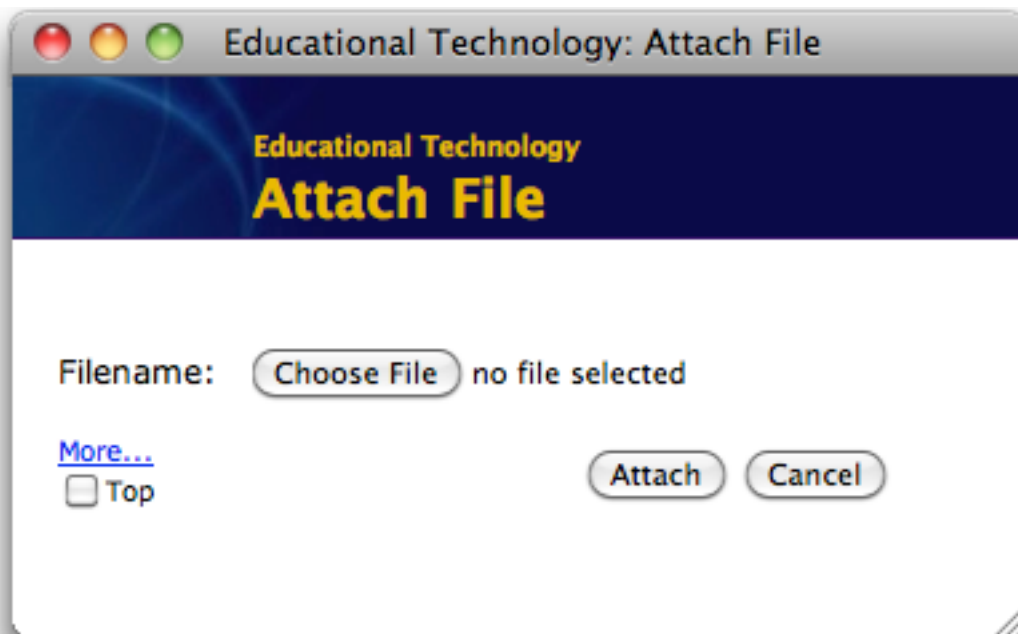 Educational Technology: Attach File
Educational Technology
Attach File
Filename: Choose File no file selected
More...
Top
Attach Cancel